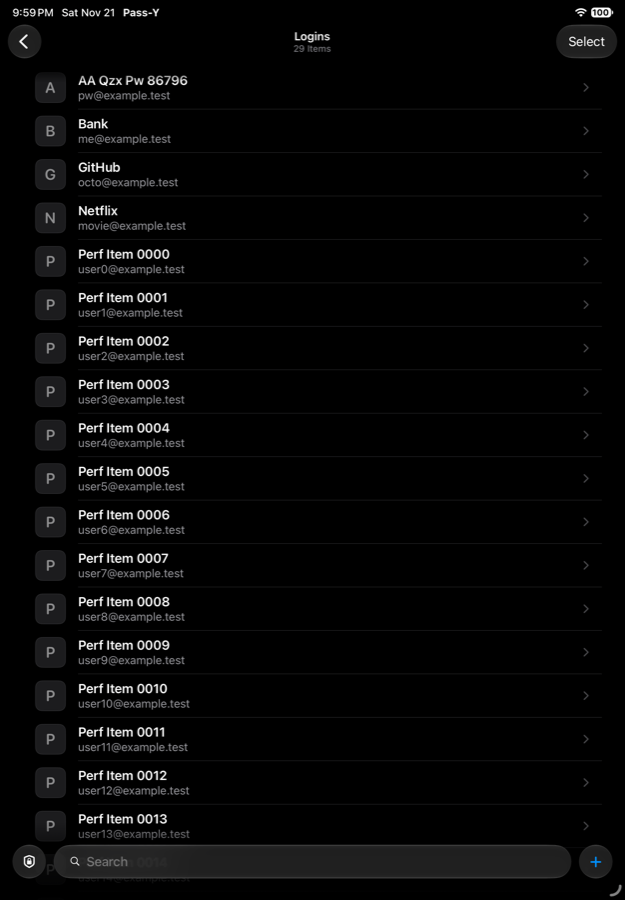 9:59 PM Sat Nov 21 Pass-Y
100
Logins
29 Items
Select
A
AA Qzx Pw 86796
pw@example.test
B
Bank
me@example.test
G
GitHub
octo@example.test
N
Netflix
movie@example.test
P
Perf Item 0000
user0@example.test
P
Perf Item 0001
user1@example.test
P
Perf Item 0002
user2@example.test
P
Perf Item 0003
user3@example.test
P
Perf Item 0004
user4@example.test
P
Perf Item 0005
user5@example.test
P
Perf Item 0006
user6@example.test
P
Perf Item 0007
user7@example.test
P
Perf Item 0008
user8@example.test
P
Perf Item 0009
user9@example.test
P
Perf Item 0010
user10@example.test
P
Perf Item 0011
user11@example.test
P
Perf Item 0012
user12@example.test
P
Perf Item 0013
user13@example.test
P
Search